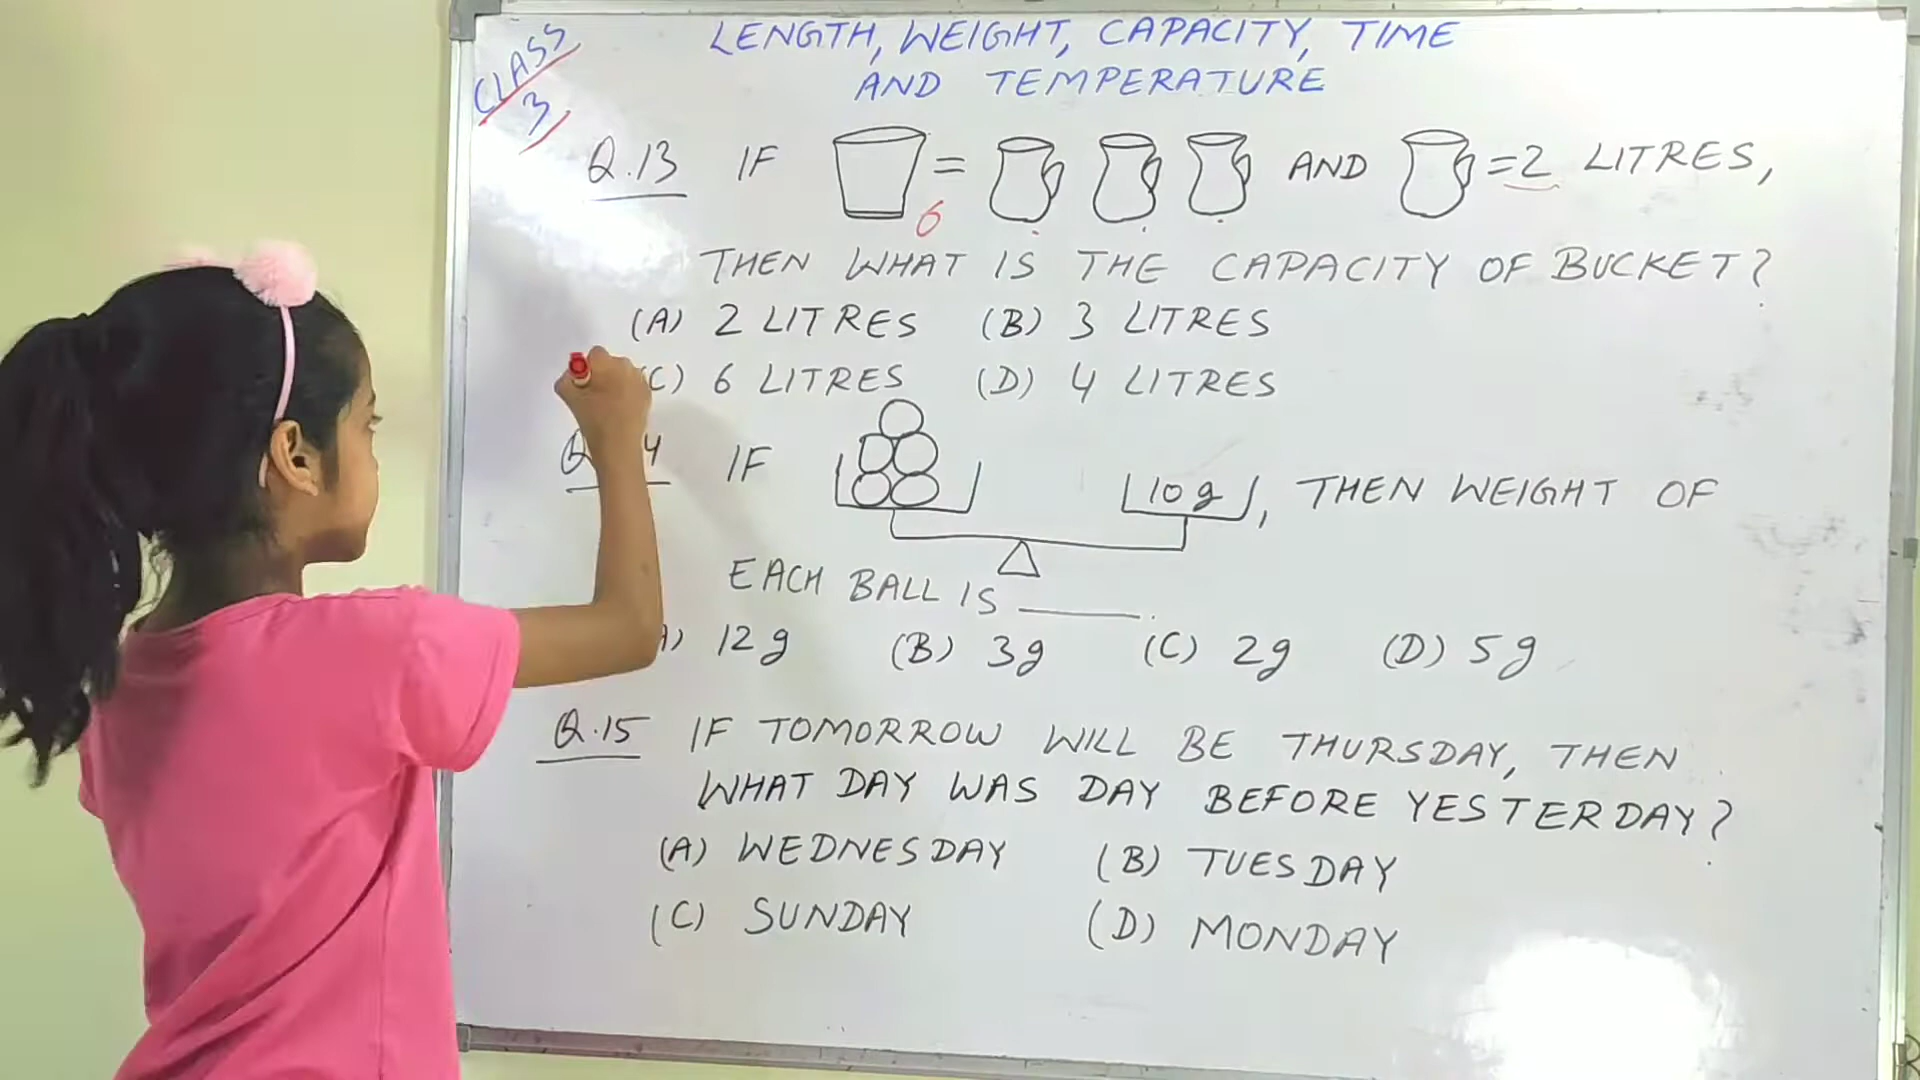 CLASS
3
LENGTH, WEIGHT, CAPACITY, TIME
AND TEMPERATURE
Q.13 IF = AND =2 LITRES,
6
THEN WHAT IS THE CAPACITY OF BUCKET?
(A) 2 LITRES (B) 3 LITRES
C) 6 LITRES (D) 4 LITRES
IF 10g, THEN WEIGHT OF
EACH BALL IS ______.
) 12g (B) 3g (C) 2g (D) 5g
Q.15 IF TOMORROW WILL BE THURSDAY, THEN
WHAT DAY WAS DAY BEFORE YESTERDAY?
(A) WEDNESDAY (B) TUESDAY
(C) SUNDAY (D) MONDAY